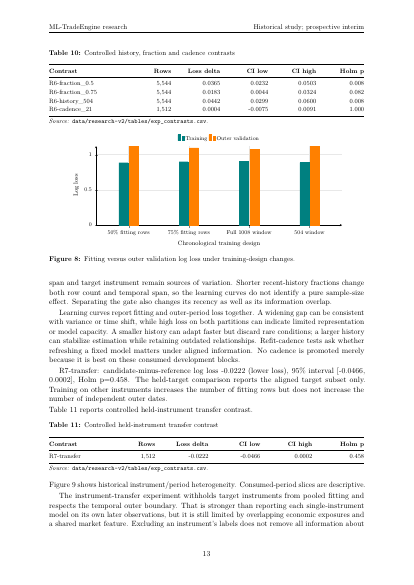 ML-TradeEngine research
Historical study: prospective interim
Table 10: Controlled history, fraction and cadence contrasts
Contrast Rows Loss delta CI low CI high Holm p
R6-fraction_0.5 5,544 0.0365 0.0232 0.0503 0.008
R6-fraction_0.75 5,544 0.0183 0.0044 0.0324 0.082
R6-history_504 5,544 0.0442 0.0299 0.0600 0.008
R6-cadence_21 1,512 0.0004 -0.0075 0.0091 1.000
Source: data/research-v2/tables/exp_contrasts.csv.
Training Outer validation
1
0.5
0
Log loss
50% fitting rows 75% fitting rows Full 1008 window 504 window
Chronological training design
Figure 8: Fitting versus outer validation log loss under training-design changes.
span and target instrument remain sources of variation. Shorter recent-history fractions change
both row count and temporal span, so the learning curves do not identify a pure sample-size
effect. Separating the gate also changes its recency as well as its information overlap.
Learning curves report fitting and outer-period loss together. A widening gap can be consistent
with variance or time shift, while high loss on both partitions can indicate limited representation
or model capacity. A smaller history can adapt faster but discard rare conditions; a larger history
can stabilize estimation while retaining outdated relationships. Refit-cadence tests ask whether
refreshing a fixed model matters under aligned information. No cadence is promoted merely
because it is best on these consumed development blocks.
R7-transfer: candidate-minus-reference log loss -0.0222 (lower loss), 95% interval [-0.0466,
0.0002], Holm p=0.458. The held-target comparison reports the aligned target subset only.
Training on other instruments increases the number of fitting rows but does not increase the
number of independent outer dates.
Table 11 reports controlled held-instrument transfer contrast.
Table 11: Controlled held-instrument transfer contrast
Contrast Rows Loss delta CI low CI high Holm p
R7-transfer 1,512 -0.0222 -0.0466 0.0002 0.458
Source: data/research-v2/tables/exp_contrasts.csv.
Figure 9 shows historical instrument/period heterogeneity. Consumed-period slices are descriptive.
The instrument-transfer experiment withholds target instruments from pooled fitting and
respects the temporal outer boundary. That is stronger than reporting each single-instrument
model on its own later observations, but it is still limited by overlapping economic exposures and
a shared market feature. Excluding an instrument's labels does not remove all information about
13